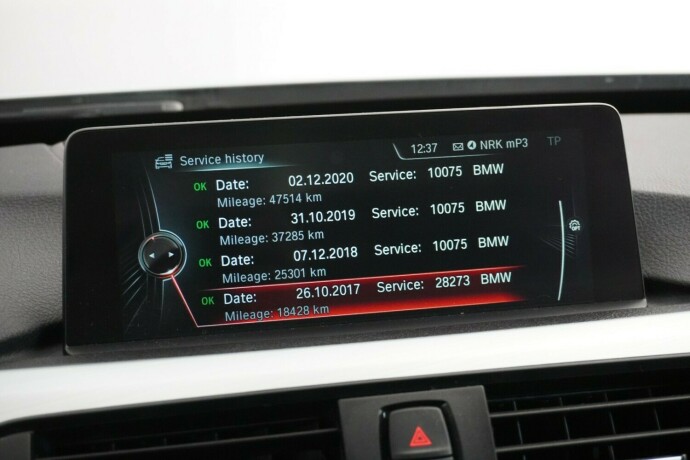 Service history
12:37 NRK mP3 TP
OK Date: 02.12.2020 Service: 10075 BMW
Mileage: 47514 km
OK Date: 31.10.2019 Service: 10075 BMW
Mileage: 37285 km
OK Date: 07.12.2018 Service: 10075 BMW
Mileage: 25301 km
OK Date: 26.10.2017 Service: 28273 BMW
Mileage: 18428 km